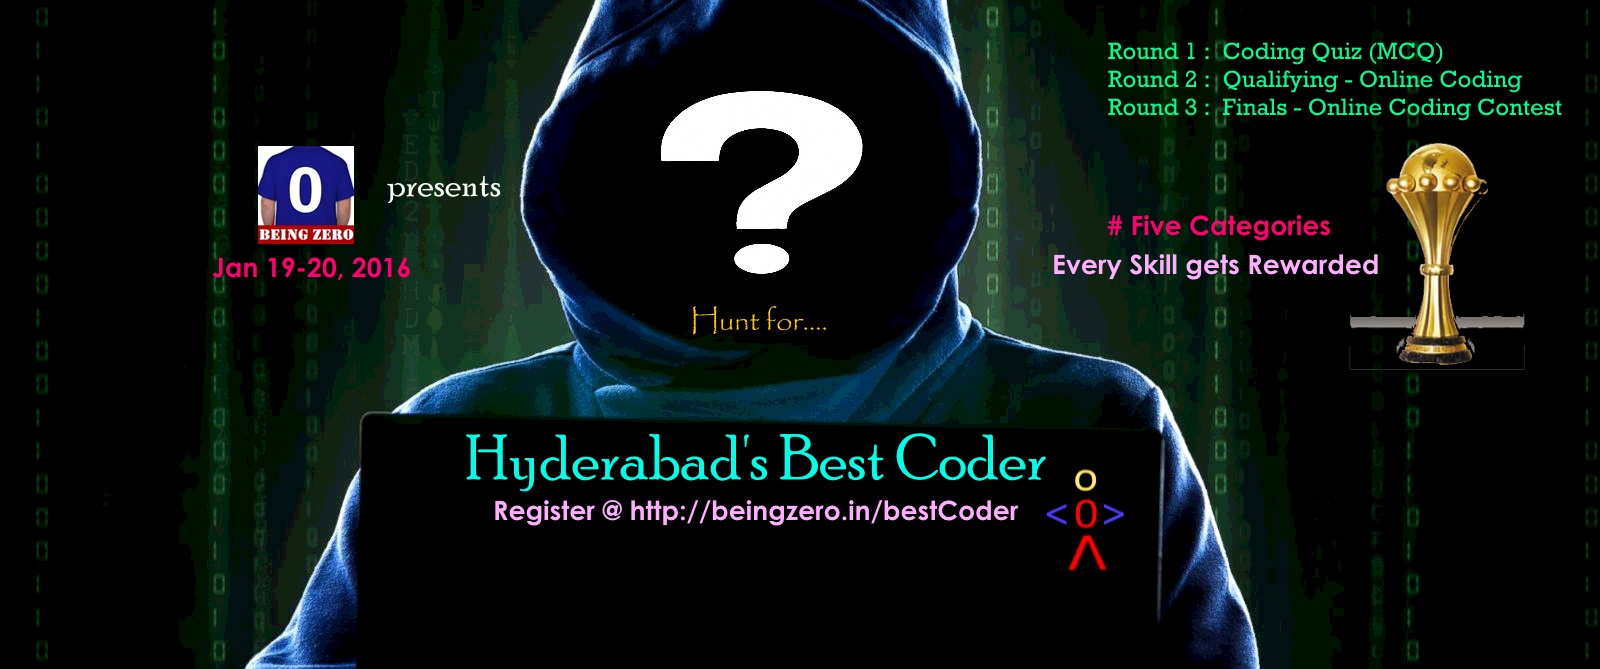 Round 1 : Coding Quiz (MCQ)
Round 2 : Qualifying - Online Coding
Round 3 : Finals - Online Coding Contest
?
0
BEING ZERO
presents
Jan 19-20, 2016
# Five Categories
Every Skill gets Rewarded
Hunt for....
Hyderabad's Best Coder
Register @ http://beingzero.in/bestCoder
o
<0>
Λ